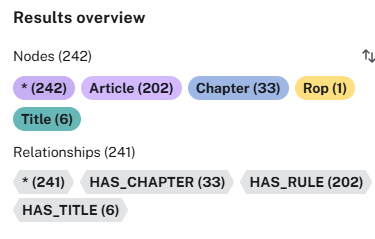 Results overview
Nodes (242)
* (242) Article (202) Chapter (33) Rop (1)
Title (6)
Relationships (241)
* (241) HAS_CHAPTER (33) HAS_RULE (202)
HAS_TITLE (6)